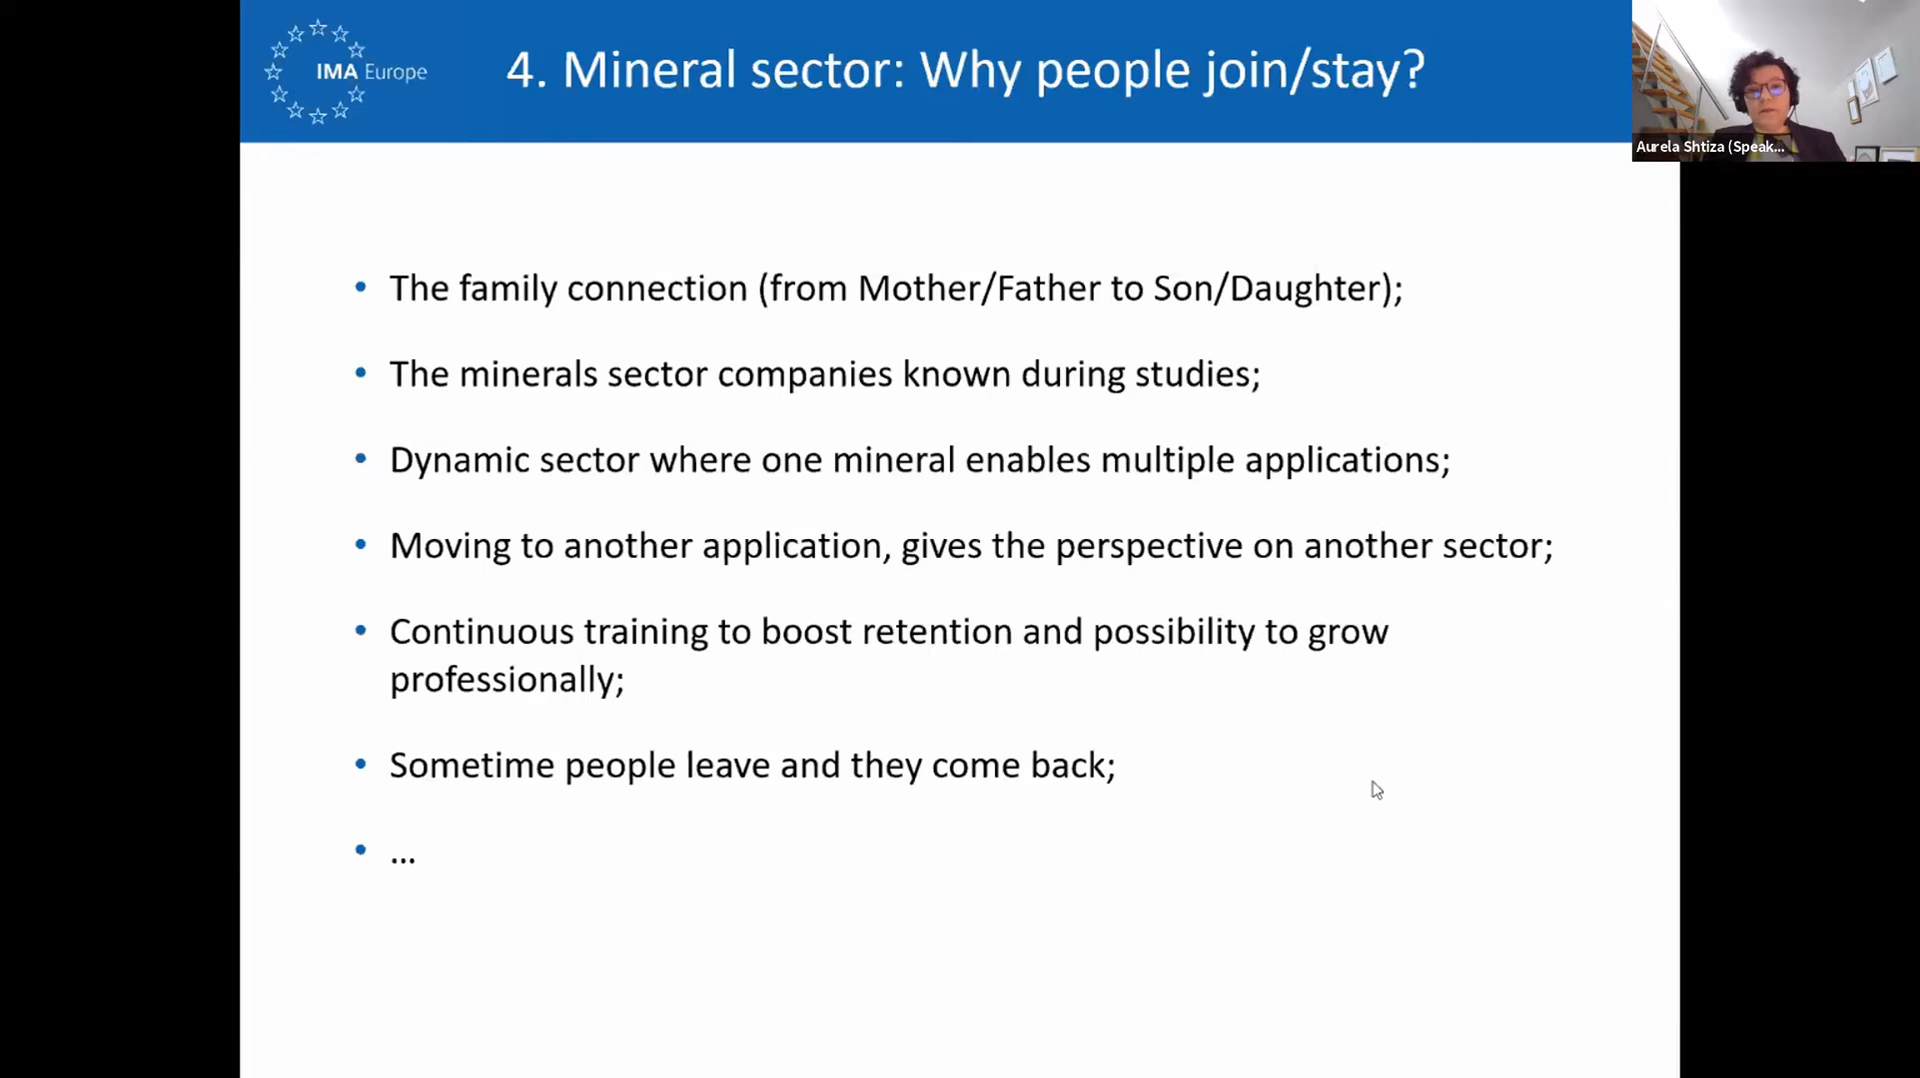 IMA Europe
4. Mineral sector: Why people join/stay?
Aurela Shtiza (Speak...
• The family connection (from Mother/Father to Son/Daughter);
• The minerals sector companies known during studies;
• Dynamic sector where one mineral enables multiple applications;
• Moving to another application, gives the perspective on another sector;
• Continuous training to boost retention and possibility to grow
professionally;
• Sometime people leave and they come back;
• ...